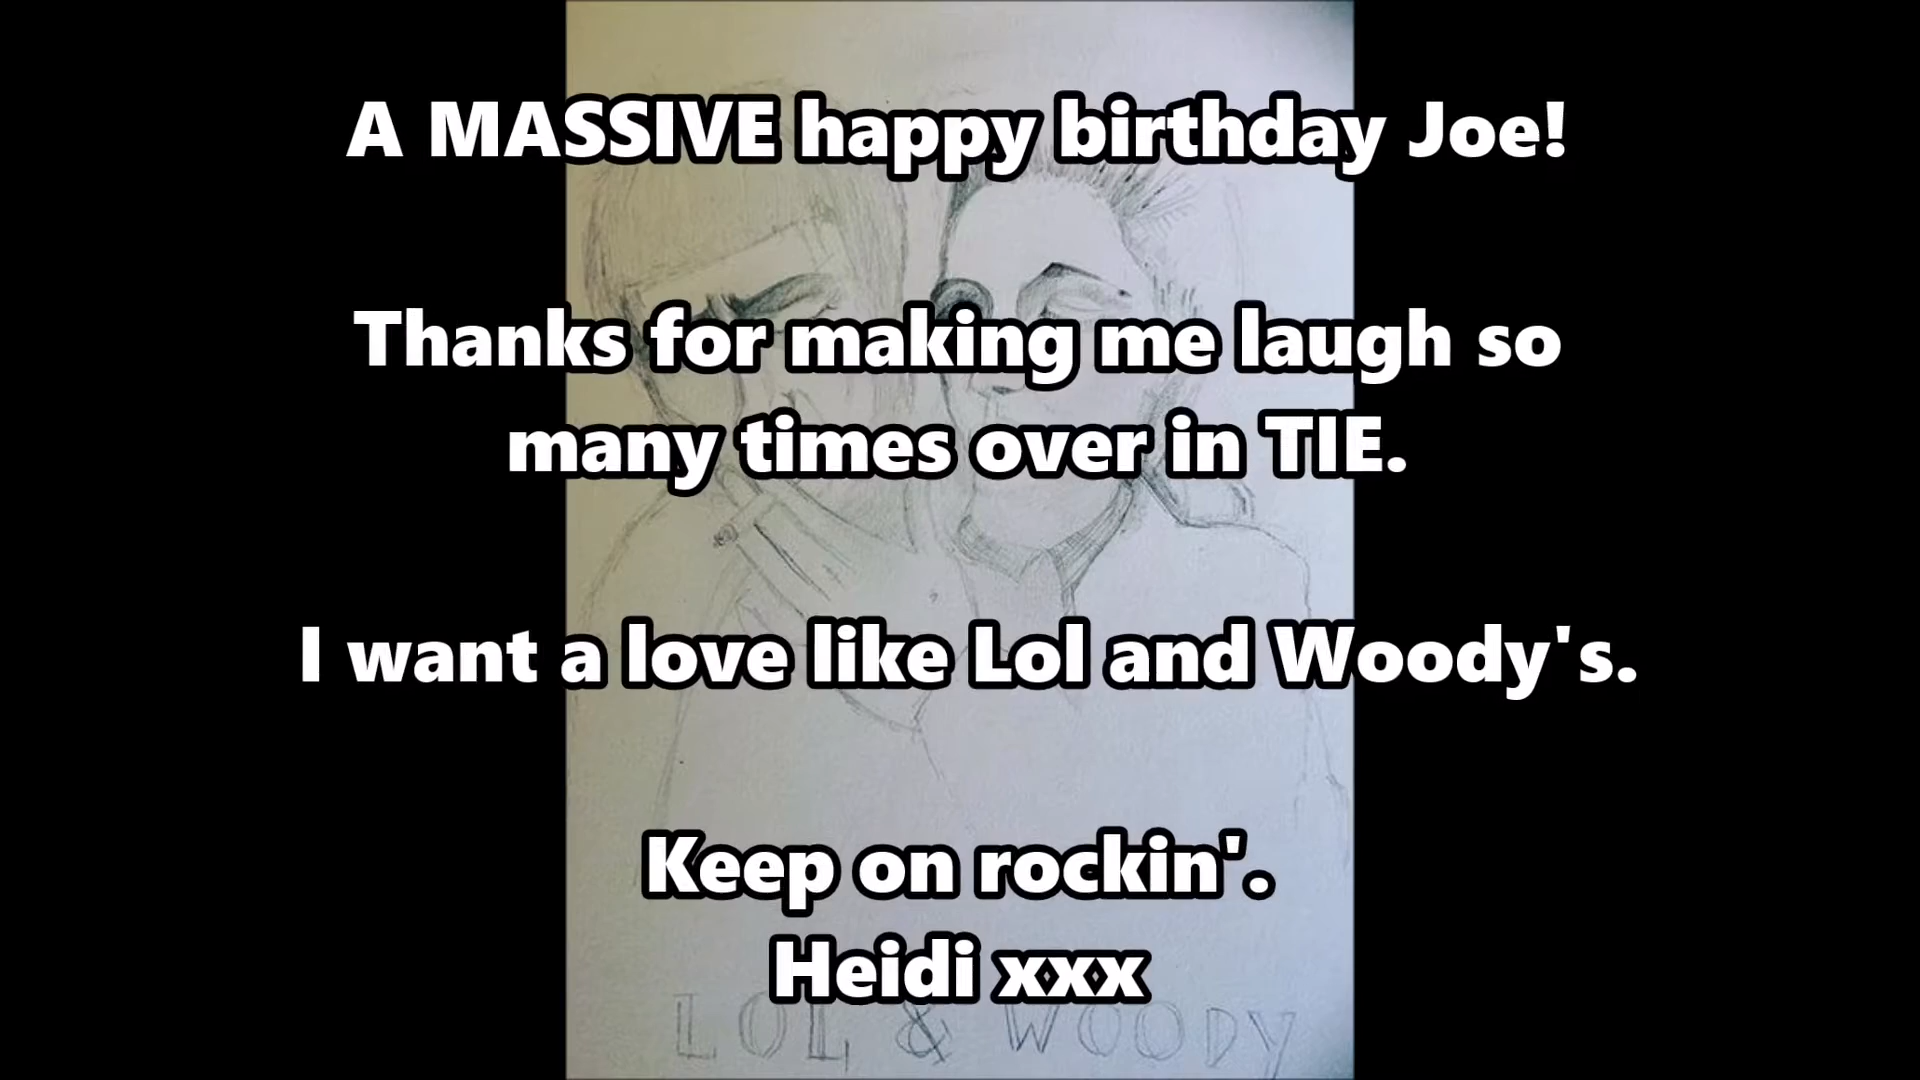 A MASSIVE happy birthday Joe!
Thanks for making me laugh so
many times over in TIE.
I want a love like Lol and Woody's.
Keep on rockin'.
Heidi xxx
LOL & WOODY